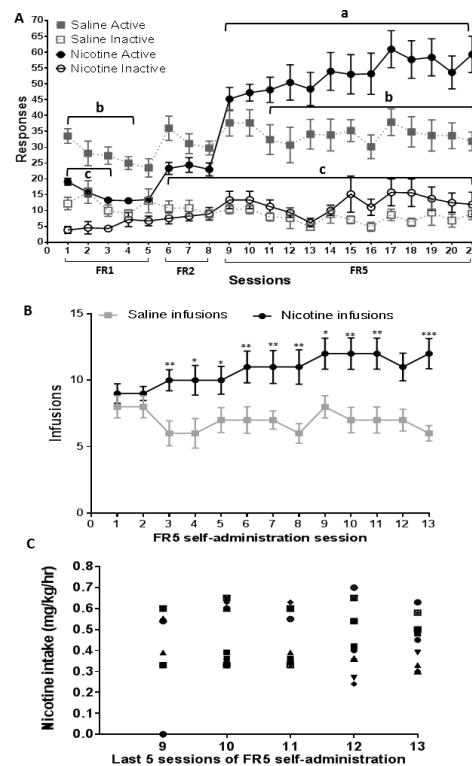 A
Saline Active
Saline Inactive
Nicotine Active
Nicotine Inactive
a
b
b
c
c
Responses
70
65
60
55
50
45
40
35
30
25
20
15
10
5
0
0 1 2 3 4 5 6 7 8 9 10 11 12 13 14 15 16 17 18 19 20 2
FR1 FR2 FR5
Sessions
B
Saline infusions Nicotine infusions
Infusions
15
10
5
0
** * * ** ** ** * ** ** ***
0 1 2 3 4 5 6 7 8 9 10 11 12 13
FR5 self-administration session
C
Nicotine intake (mg/kg/hr)
0.8
0.7
0.6
0.5
0.4
0.3
0.2
0.1
0.0
9 10 11 12 13
Last 5 sessions of FR5 self-administration